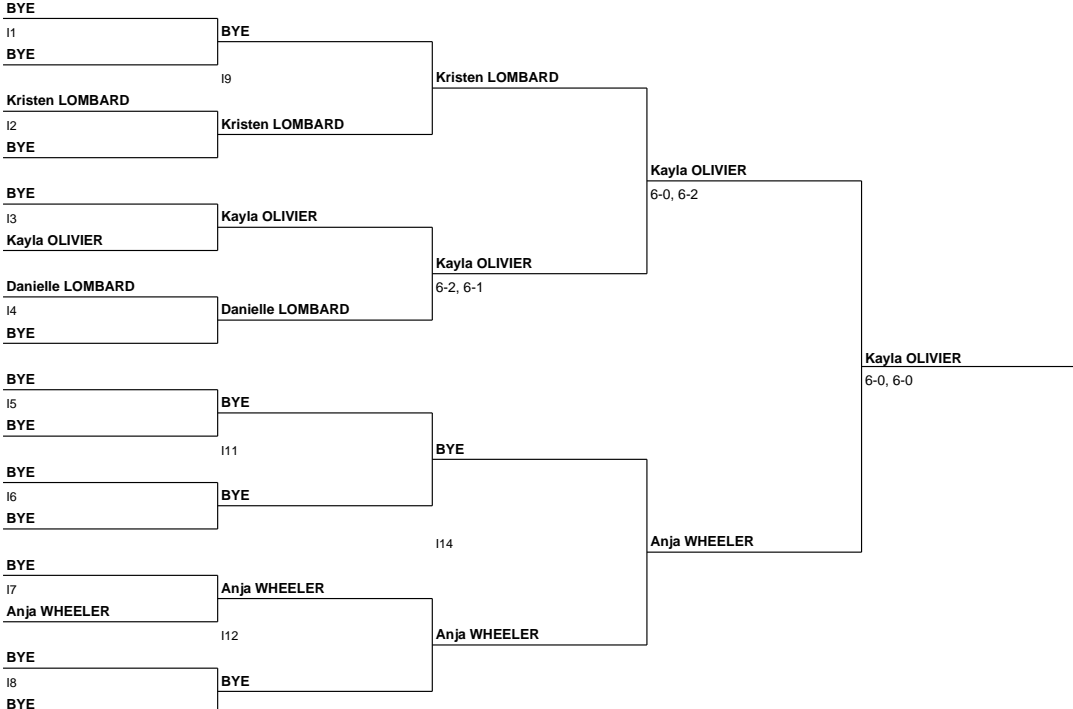 BYE
I1
BYE
BYE
I9
Kristen LOMBARD
Kristen LOMBARD
I2
Kristen LOMBARD
BYE
Kayla OLIVIER
6-0, 6-2
BYE
I3
Kayla OLIVIER
Kayla OLIVIER
Kayla OLIVIER
6-2, 6-1
Danielle LOMBARD
I4
Danielle LOMBARD
BYE
Kayla OLIVIER
6-0, 6-0
BYE
I5
BYE
BYE
I11
BYE
BYE
I6
BYE
BYE
I14
Anja WHEELER
BYE
I7
Anja WHEELER
Anja WHEELER
I12
Anja WHEELER
BYE
I8
BYE
BYE